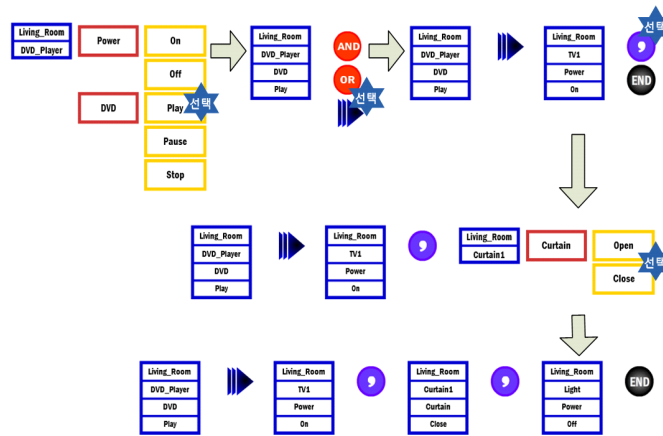 Living_Room
DVD_Player
Power
On
Off
DVD
Play
선택
Pause
Stop
Living_Room
DVD_Player
DVD
Play
AND
OR
선택
Living_Room
DVD_Player
DVD
Play
Living_Room
TV1
Power
On
선택
,
END
Living_Room
DVD_Player
DVD
Play
Living_Room
TV1
Power
On
,
Living_Room
Curtain1
Curtain
Open
선택
Close
Living_Room
DVD_Player
DVD
Play
Living_Room
TV1
Power
On
,
Living_Room
Curtain1
Curtain
Close
,
Living_Room
Light
Power
Off
END